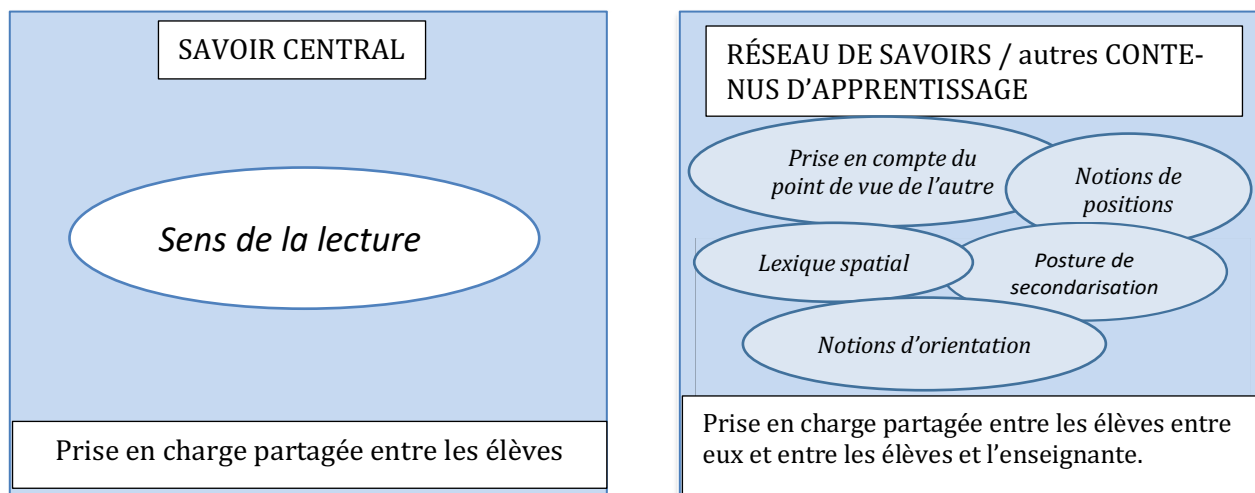 SAVOIR CENTRAL
Sens de la lecture
Prise en charge partagée entre les élèves
RÉSEAU DE SAVOIRS / autres CONTE-
NUS D’APPRENTISSAGE
Prise en compte du
point de vue de l’autre
Notions de
positions
Lexique spatial
Posture de
secondarisation
Notions d’orientation
Prise en charge partagée entre les élèves entre
eux et entre les élèves et l’enseignante.